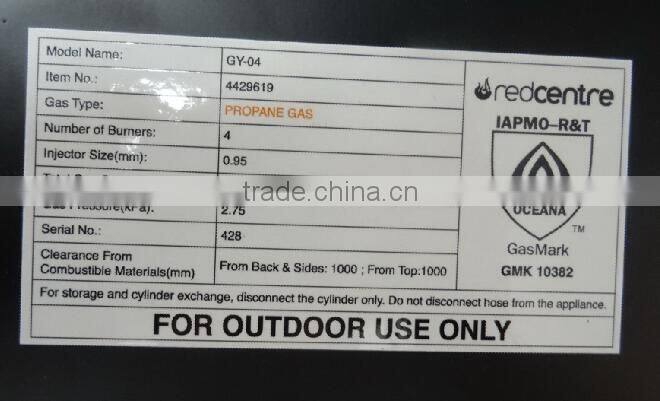 Model Name: GY-04
Item No.: 4429619
Gas Type: PROPANE GAS
Number of Burners: 4
Injector Size(mm): 0.95
Gas Pressure(kPa): 2.75
Serial No.: 428
Clearance From
Combustible Materials(mm) From Back & Sides: 1000 ; From Top:1000
redcentre
IAPMO-R&T
OCEANA
TM
GasMark
GMK 10382
For storage and cylinder exchange, disconnect the cylinder only. Do not disconnect hose from the appliance.
FOR OUTDOOR USE ONLY
trade.china.cn